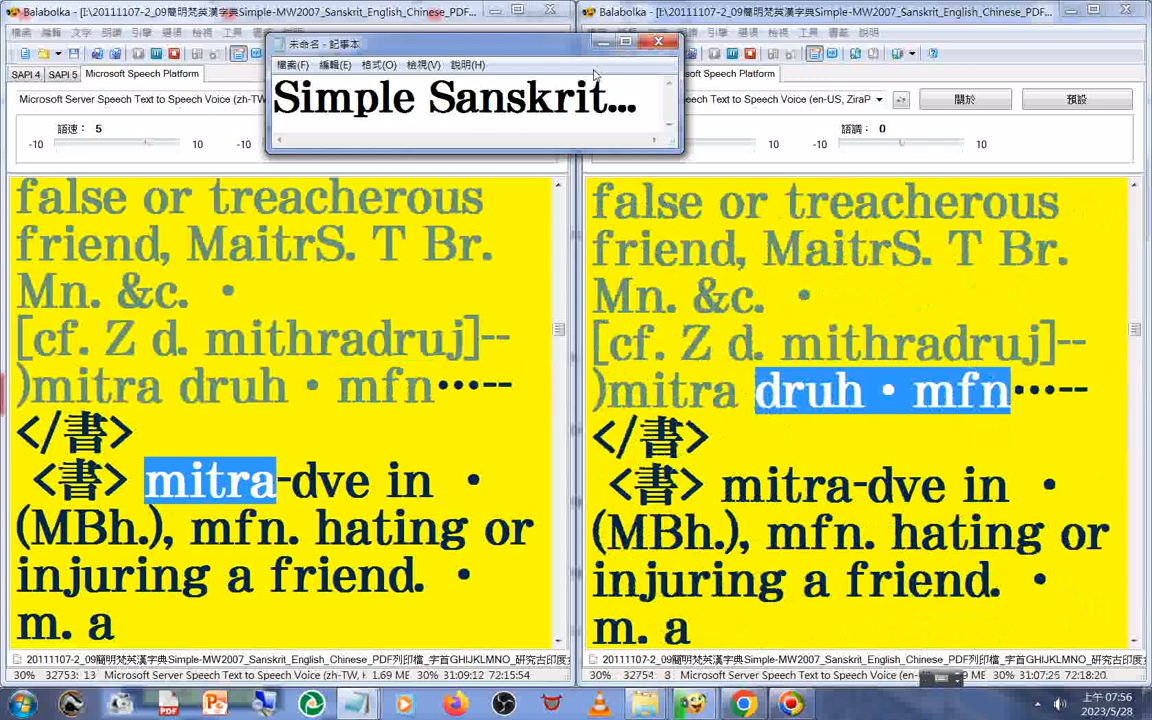 Balabolka - [I:\20111107-2_09簡明梵英漢字典Simple-MW2007_Sanskrit_English_Chinese_PDF...
Balabolka - [I:\20111107-2_09簡明梵英漢字典Simple-MW2007_Sanskrit_English_Chinese_PDF...
未命名 - 記事本
檔案(F) 編輯(E) 格式(O) 檢視(V) 說明(H)
Simple Sanskrit...
SAPI 4 SAPI 5 Microsoft Speech Platform
Speech Platform
Microsoft Server Speech Text to Speech Voice (zh-TW
Speech Text to Speech Voice (en-US, ZiraP
關於
預設
語速： 5
語調： 0
-10 10 -10
10 -10 10
false or treacherous
friend, MaitrS. T Br.
Mn. &c. •
[cf. Z d. mithradruj]--
)mitra druh • mfn•••--
</書>
<書> mitra-dve in •
(MBh.), mfn. hating or
injuring a friend. •
m. a
false or treacherous
friend, MaitrS. T Br.
Mn. &c. •
[cf. Z d. mithradruj]--
)mitra druh • mfn•••--
</書>
<書> mitra-dve in •
(MBh.), mfn. hating or
injuring a friend. •
m. a
20111107-2_09簡明梵英漢字典Simple-MW2007_Sanskrit_English_Chinese_PDF列印檔_字首GHIJKLMNO_研究古印度
20111107-2_09簡明梵英漢字典Simple-MW2007_Sanskrit_English_Chinese_PDF列印檔_字首GHIJKLMNO_研究古印度
30% 32753: 13 Microsoft Server Speech Text to Speech Voice (zh-TW, 1.69 ME 30% 31:09:12 72:15:54
30% 32754: 8 Microsoft Server Speech Text to Speech Voice 30% 31:07:25 72:18:20
上午 07:56
2023/5/28